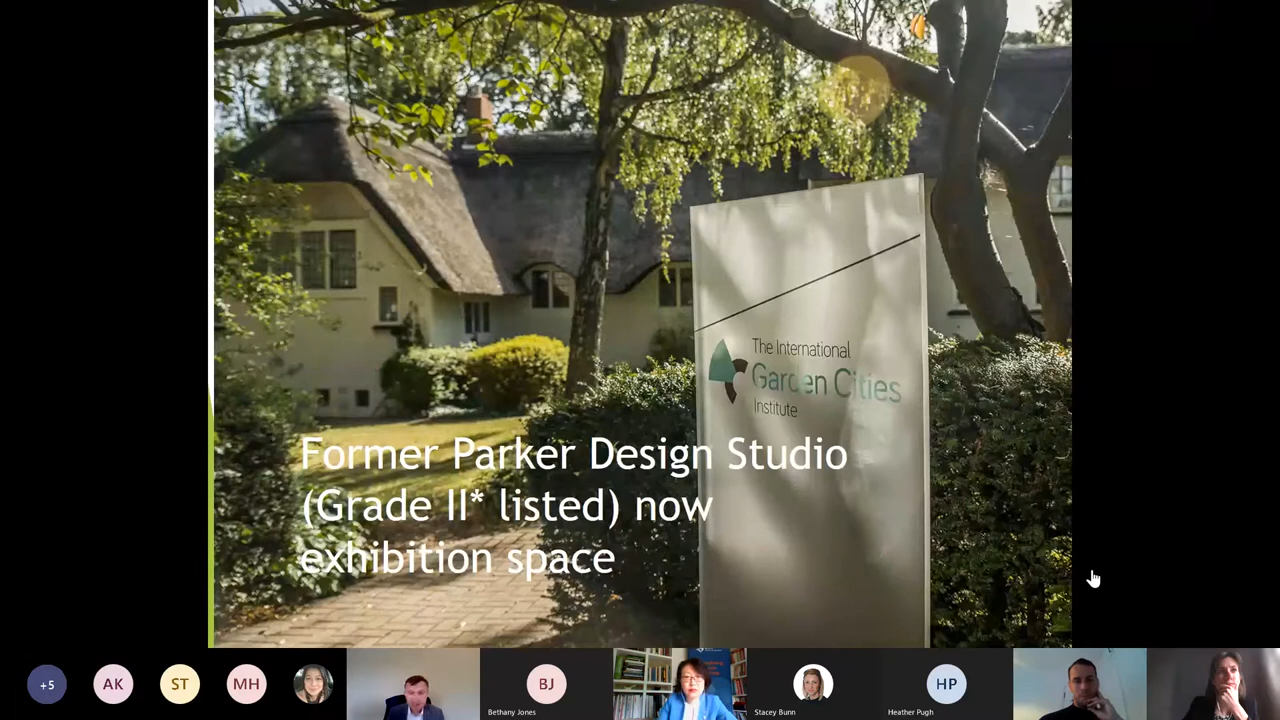 The International
Garden Cities
Institute
Former Parker Design Studio
(Grade II* listed) now
exhibition space
+5
AK
ST
MH
BJ
Bethany Jones
Stacey Bunn
HP
Heather Pugh